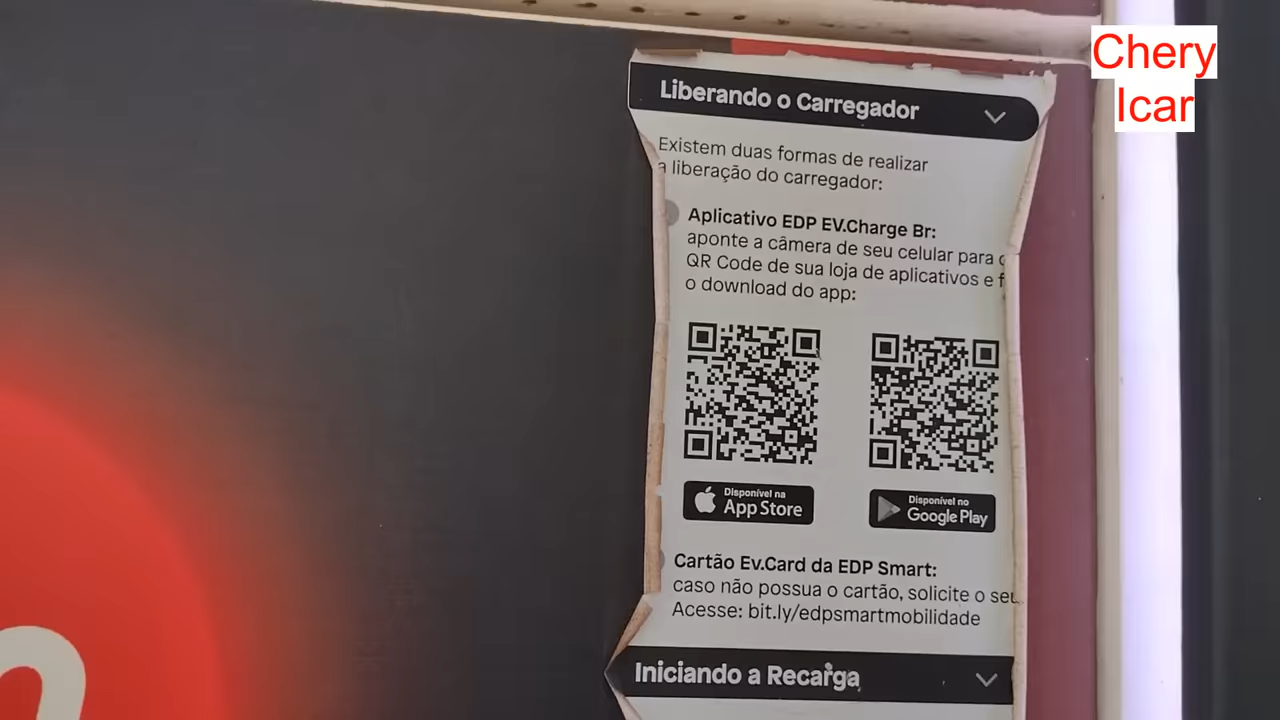 Chery
Icar
Liberando o Carregador
Existem duas formas de realizar
a liberação do carregador:
Aplicativo EDP EV.Charge Br:
aponte a câmera de seu celular para
QR Code de sua loja de aplicativos e
o download do app:
Disponível na
App Store
Disponível no
Google Play
Cartão Ev.Card da EDP Smart:
caso não possua o cartão, solicite o seu
Acesse: bit.ly/edpsmartmobilidade
Iniciando a Recarga